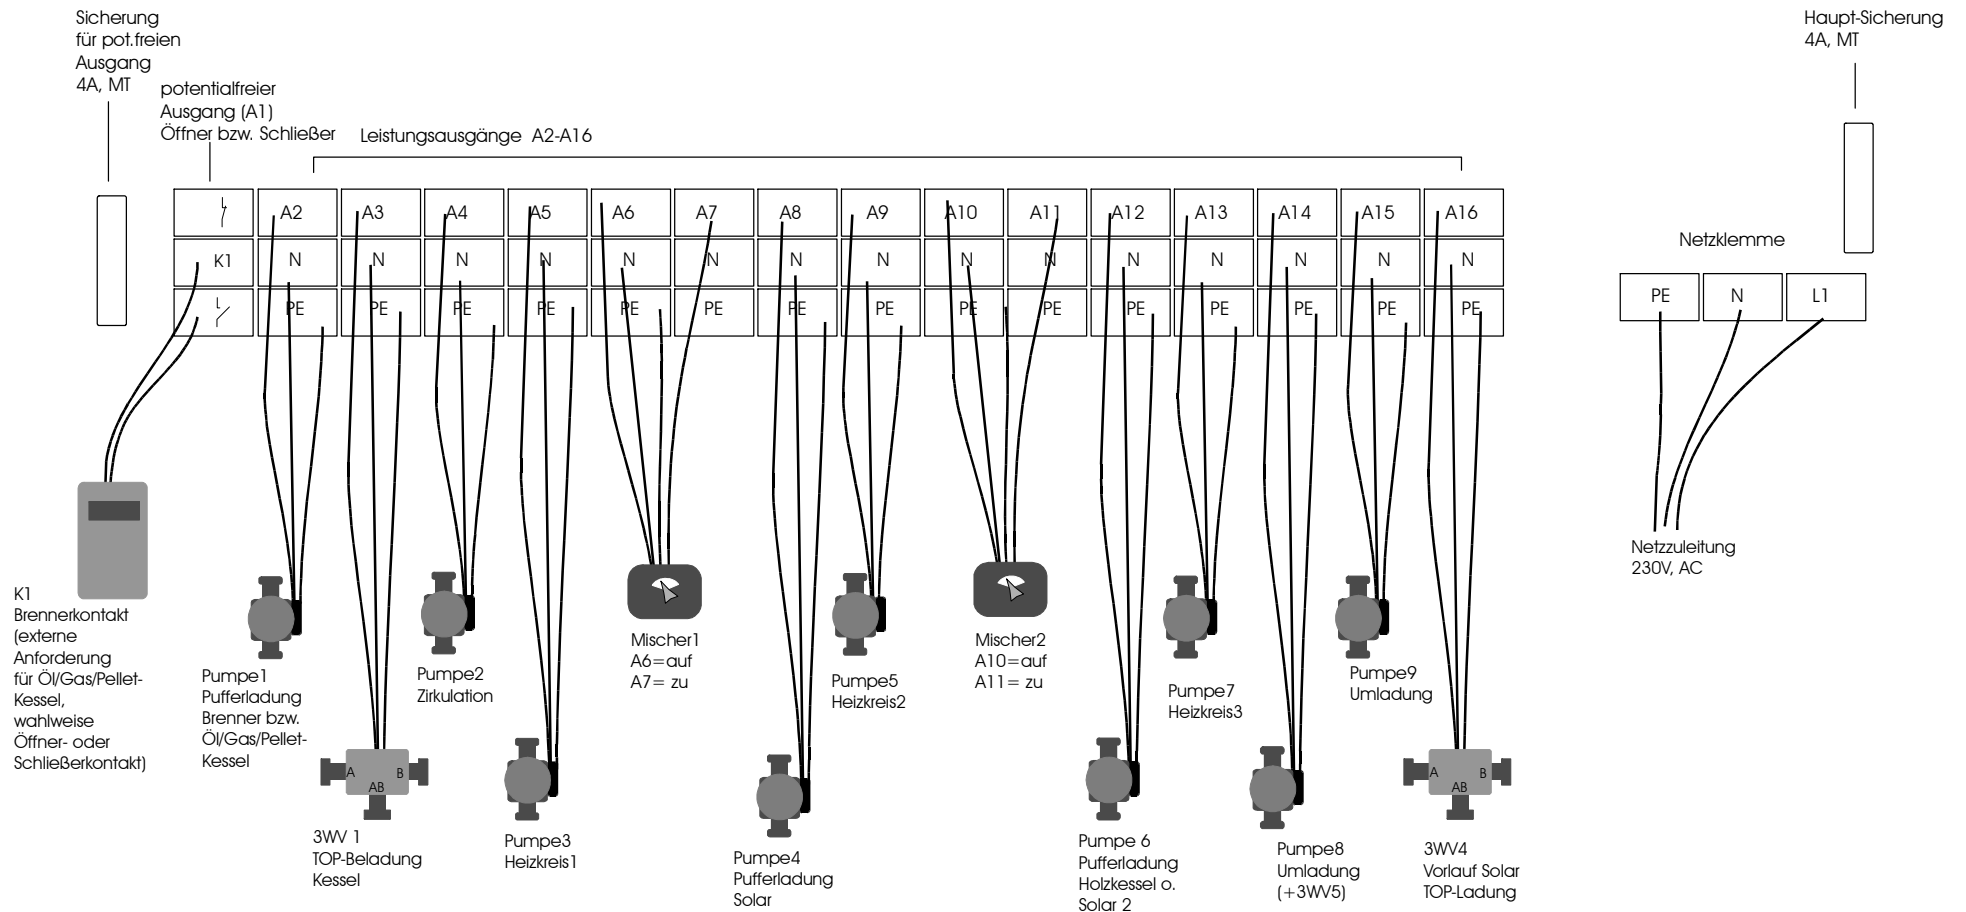 Sicherung
für pot.freien
Ausgang
4A, MT
potentialfreier
Ausgang (A1)
Öffner bzw. Schließer
Leistungsausgänge A2-A16
Haupt-Sicherung
4A, MT
A2 A3 A4 A5 A6 A7 A8 A9 A10 A11 A12 A13 A14 A15 A16
K1 N N N N N N N N N N N N N N N
PE PE PE PE PE PE PE PE PE PE PE PE PE PE PE
Netzklemme
PE N L1
Netzzuleitung
230V, AC
K1
Brennerkontakt
(externe
Anforderung
für Öl/Gas/Pellet-
Kessel,
wahlweise
Öffner- oder
Schließerkontakt)
Pumpe1
Pufferladung
Brenner bzw.
Öl/Gas/Pellet-
Kessel
A B
AB
3WV 1
TOP-Beladung
Kessel
Pumpe2
Zirkulation
Pumpe3
Heizkreis1
Mischer1
A6=auf
A7= zu
Pumpe4
Pufferladung
Solar
Pumpe5
Heizkreis2
Mischer2
A10=auf
A11= zu
Pumpe 6
Pufferladung
Holzkessel o.
Solar 2
Pumpe7
Heizkreis3
Pumpe8
Umladung
(+3WV5)
Pumpe9
Umladung
A B
AB
3WV4
Vorlauf Solar
TOP-Ladung